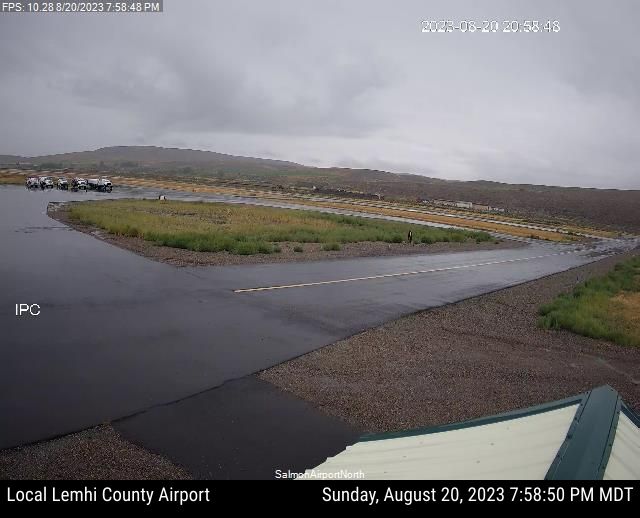 FPS: 10.28 8/20/2023 7:58:48 PM
2023-08-20 20:58:48
IPC
SalmonAirportNorth
Local Lemhi County Airport
Sunday, August 20, 2023 7:58:50 PM MDT